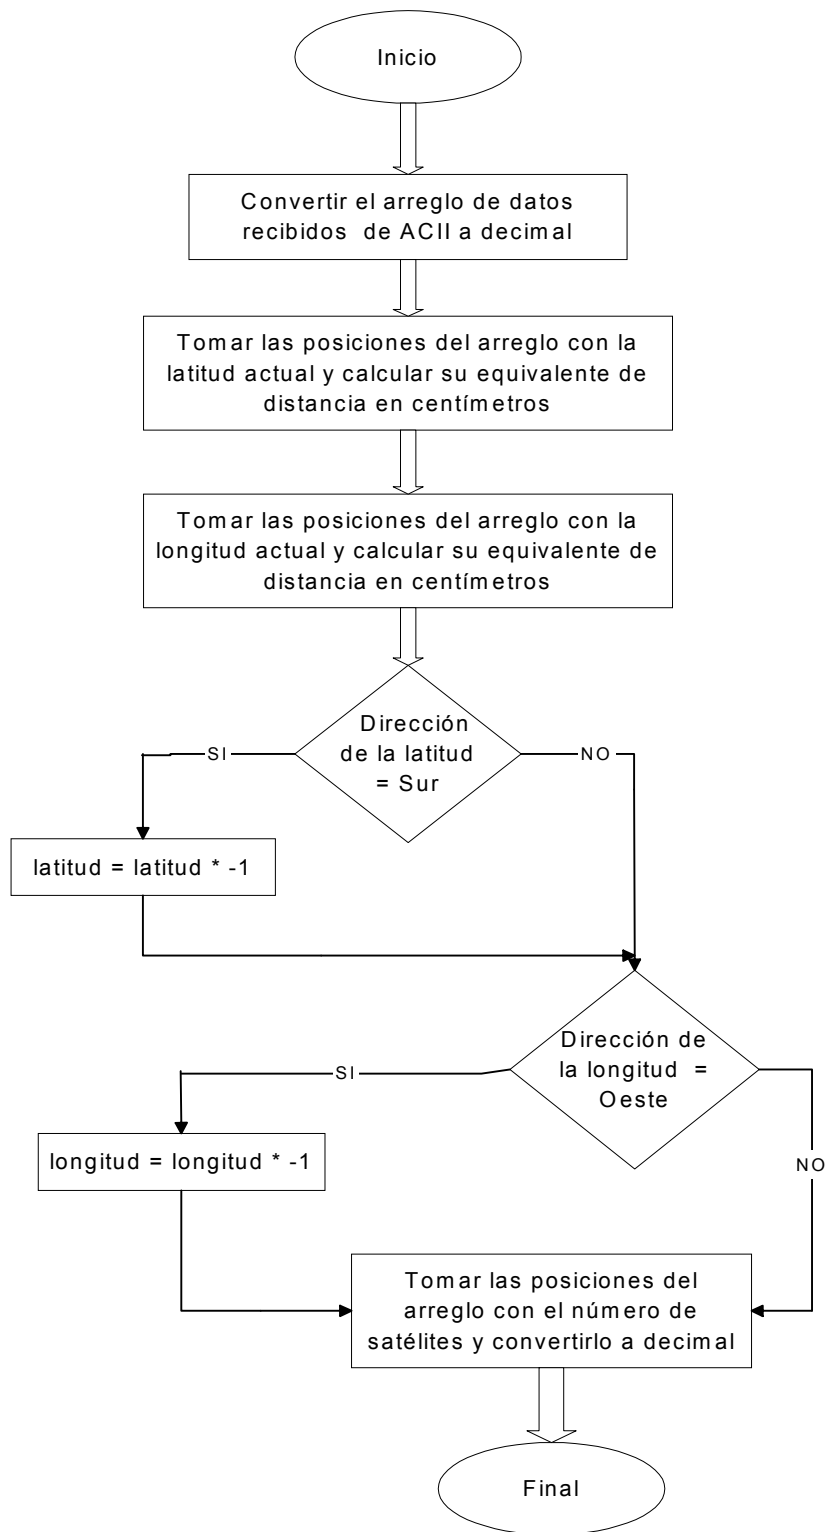 Inicio
Convertir el arreglo de datos
recibidos de ACII a decimal
Tomar las posiciones del arreglo con la
latitud actual y calcular su equivalente de
distancia en centímetros
Tomar las posiciones del arreglo con la
longitud actual y calcular su equivalente de
distancia en centímetros
Dirección
de la latitud
= Sur
SI
NO
latitud = latitud * -1
Dirección de
la longitud =
Oeste
SI
NO
longitud = longitud * -1
Tomar las posiciones del
arreglo con el número de
satélites y convertirlo a decimal
Final